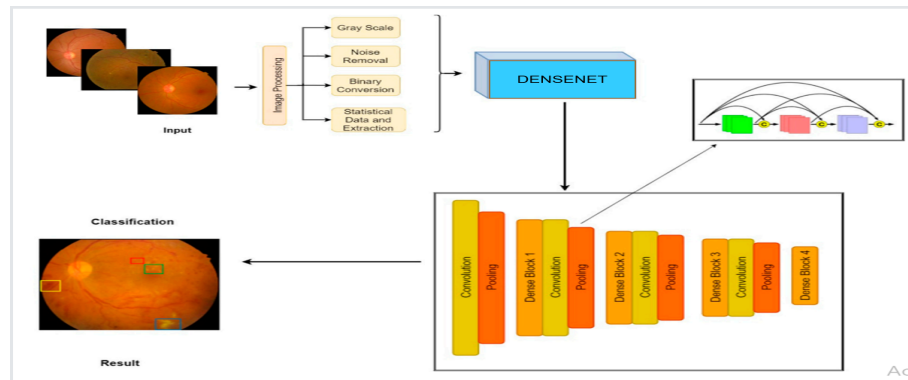 Input
Image Processing
Gray Scale
Noise
Removal
Binary
Conversion
Statistical
Data and
Extraction
DENSENET
C
C
C
Convolution
Pooling
Dense Block 1
Convolution
Pooling
Dense Block 2
Convolution
Pooling
Dense Block 3
Convolution
Pooling
Dense Block 4
Classification
Result